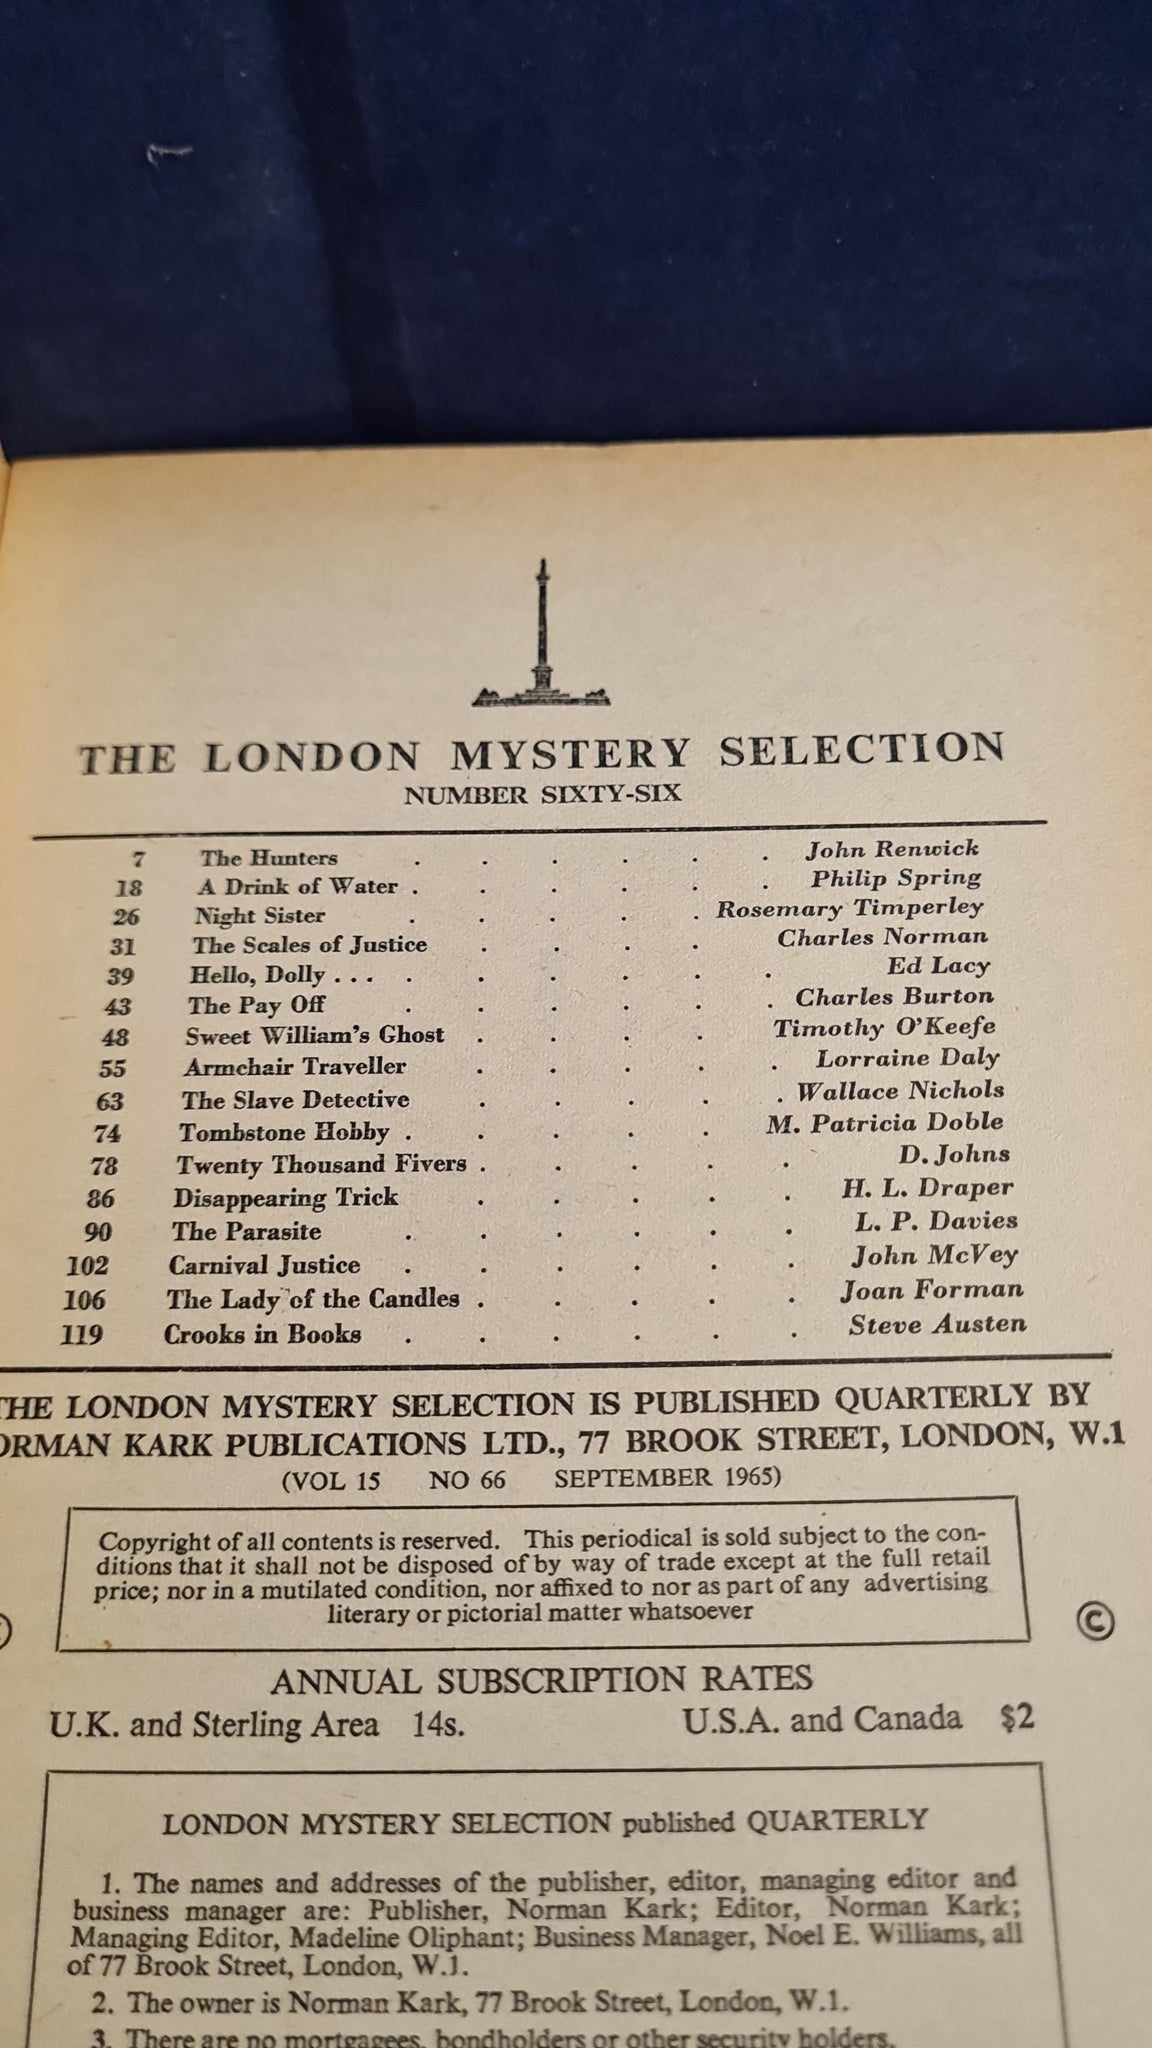 THE LONDON MYSTERY SELECTION
NUMBER SIXTY-SIX
7 The Hunters . . . . . . John Renwick
18 A Drink of Water . . . . . . Philip Spring
26 Night Sister . . . . . Rosemary Timperley
31 The Scales of Justice . . . . Charles Norman
39 Hello, Dolly . . . . . . . . . Ed Lacy
43 The Pay Off . . . . . . Charles Burton
48 Sweet William's Ghost . . . . Timothy O'Keefe
55 Armchair Traveller . . . . . Lorraine Daly
63 The Slave Detective . . . . . Wallace Nichols
74 Tombstone Hobby . . . . . M. Patricia Doble
78 Twenty Thousand Fivers . . . . . D. Johns
86 Disappearing Trick . . . . . H. L. Draper
90 The Parasite . . . . . . L. P. Davies
102 Carnival Justice . . . . . . John McVey
106 The Lady of the Candles . . . . . Joan Forman
119 Crooks in Books . . . . . . Steve Austen
THE LONDON MYSTERY SELECTION IS PUBLISHED QUARTERLY BY
ORMAN KARK PUBLICATIONS LTD., 77 BROOK STREET, LONDON, W.1
(VOL 15 NO 66 SEPTEMBER 1965)
Copyright of all contents is reserved. This periodical is sold subject to the con-
ditions that it shall not be disposed of by way of trade except at the full retail
price; nor in a mutilated condition, nor affixed to nor as part of any advertising
literary or pictorial matter whatsoever
©
ANNUAL SUBSCRIPTION RATES
U.K. and Sterling Area 14s. U.S.A. and Canada $2
LONDON MYSTERY SELECTION published QUARTERLY
1. The names and addresses of the publisher, editor, managing editor and
business manager are: Publisher, Norman Kark; Editor, Norman Kark;
Managing Editor, Madeline Oliphant; Business Manager, Noel E. Williams, all
of 77 Brook Street, London, W.1.
2. The owner is Norman Kark, 77 Brook Street, London, W.1.
3. There are no mortgagees, bondholders or other security holders.